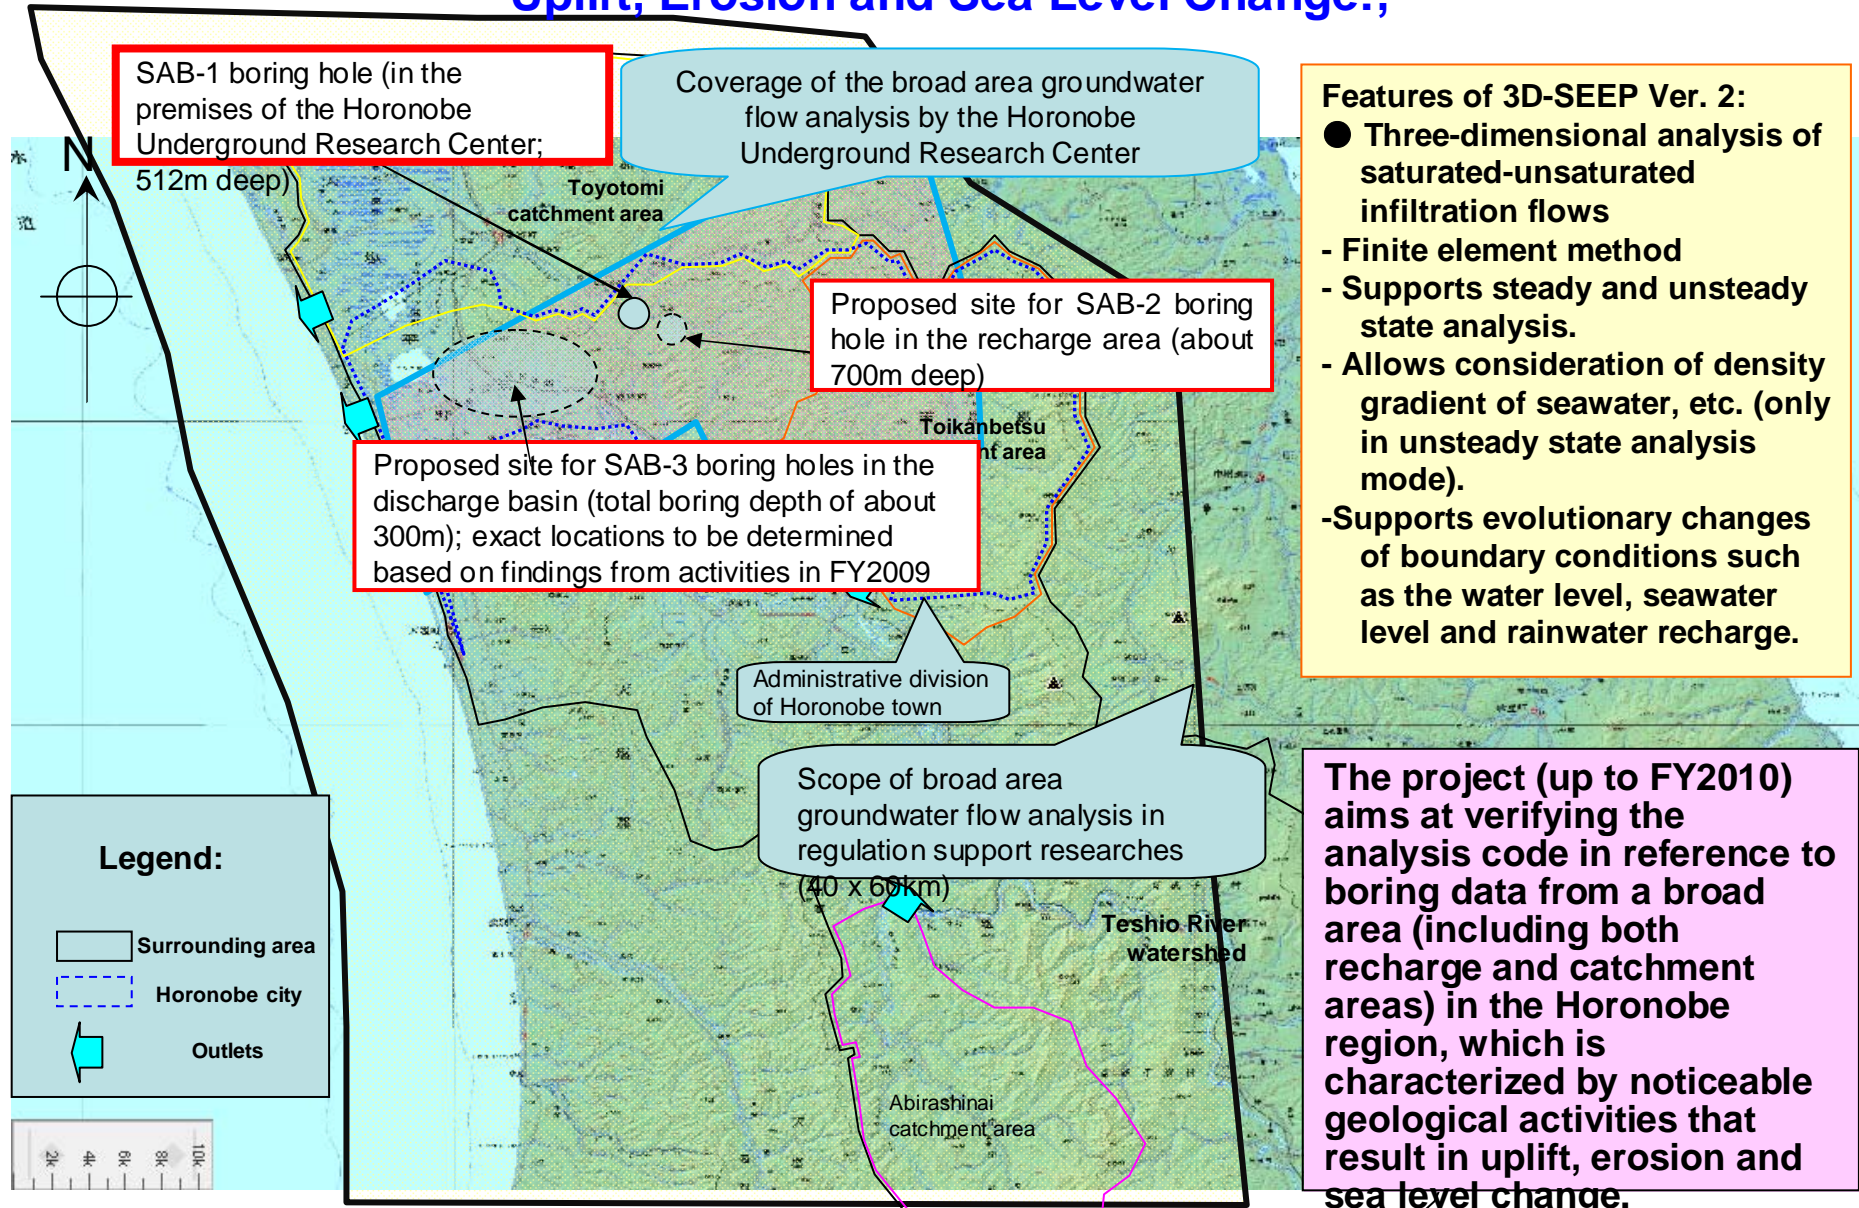 Uplift, Erosion and Sea Level Change.,
SAB-1 boring hole (in the
premises of the Horonobe
Underground Research Center;
512m deep)
Coverage of the broad area groundwater
flow analysis by the Horonobe
Underground Research Center
Features of 3D-SEEP Ver. 2:
● Three-dimensional analysis of
saturated-unsaturated
infiltration flows
- Finite element method
- Supports steady and unsteady
state analysis.
- Allows consideration of density
gradient of seawater, etc. (only
in unsteady state analysis
mode).
-Supports evolutionary changes
of boundary conditions such
as the water level, seawater
level and rainwater recharge.
N
Toyotomi
catchment area
Proposed site for SAB-2 boring
hole in the recharge area (about
700m deep)
Toikanbetsu
nt area
Proposed site for SAB-3 boring holes in the
discharge basin (total boring depth of about
300m); exact locations to be determined
based on findings from activities in FY2009
Administrative division
of Horonobe town
Scope of broad area
groundwater flow analysis in
regulation support researches
(40 x 60km)
The project (up to FY2010)
aims at verifying the
analysis code in reference to
boring data from a broad
area (including both
recharge and catchment
areas) in the Horonobe
region, which is
characterized by noticeable
geological activities that
result in uplift, erosion and
sea level change.
Legend:
Surrounding area
Horonobe city
Outlets
Teshio River
watershed
Abirashinai
catchment area
2k 4k 6k 8k 10k